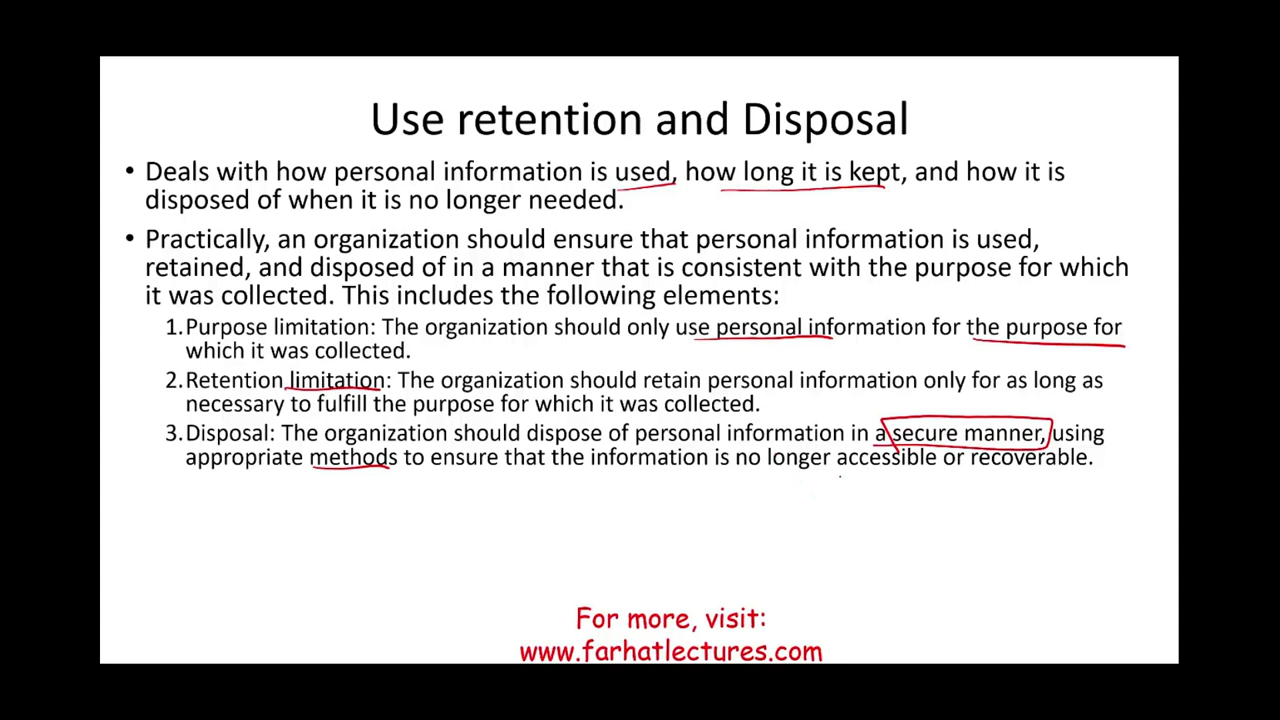 Use retention and Disposal
• Deals with how personal information is used, how long it is kept, and how it is
disposed of when it is no longer needed.
• Practically, an organization should ensure that personal information is used,
retained, and disposed of in a manner that is consistent with the purpose for which
it was collected. This includes the following elements:
1. Purpose limitation: The organization should only use personal information for the purpose for
which it was collected.
2. Retention limitation: The organization should retain personal information only for as long as
necessary to fulfill the purpose for which it was collected.
3. Disposal: The organization should dispose of personal information in a secure manner, using
appropriate methods to ensure that the information is no longer accessible or recoverable.
For more, visit:
www.farhatlectures.com